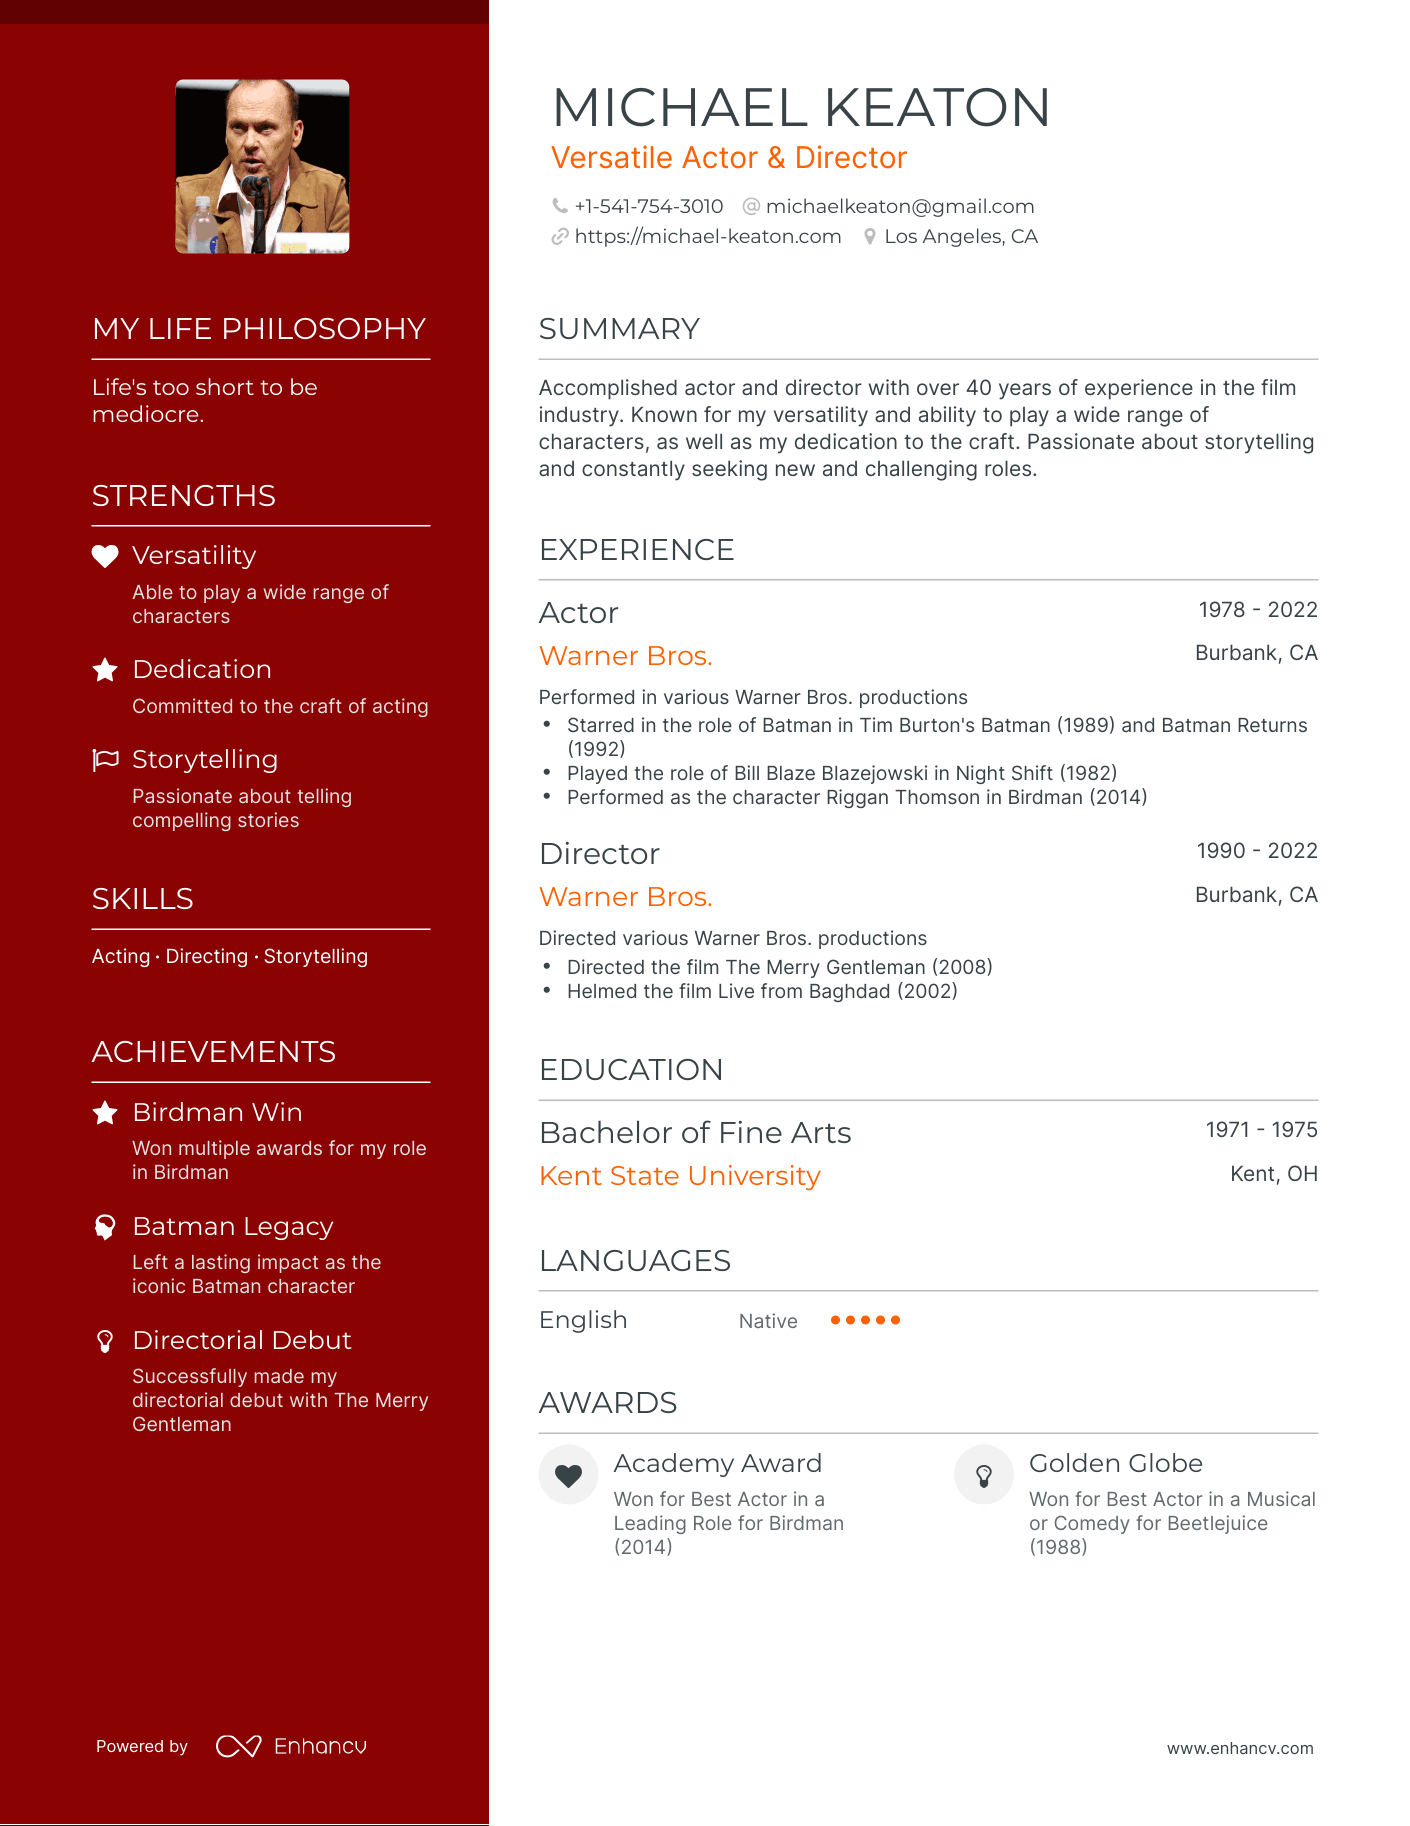 MICHAEL KEATON
Versatile Actor & Director
+1-541-754-3010 michaelkeaton@gmail.com
https://michael-keaton.com Los Angeles, CA
MY LIFE PHILOSOPHY
Life's too short to be
mediocre.
STRENGTHS
Versatility
Able to play a wide range of
characters
Dedication
Committed to the craft of acting
Storytelling
Passionate about telling
compelling stories
SKILLS
Acting · Directing · Storytelling
ACHIEVEMENTS
Birdman Win
Won multiple awards for my role
in Birdman
Batman Legacy
Left a lasting impact as the
iconic Batman character
Directorial Debut
Successfully made my
directorial debut with The Merry
Gentleman
SUMMARY
Accomplished actor and director with over 40 years of experience in the film
industry. Known for my versatility and ability to play a wide range of
characters, as well as my dedication to the craft. Passionate about storytelling
and constantly seeking new and challenging roles.
EXPERIENCE
Actor 1978 - 2022
Warner Bros. Burbank, CA
Performed in various Warner Bros. productions
• Starred in the role of Batman in Tim Burton's Batman (1989) and Batman Returns
(1992)
• Played the role of Bill Blaze Blazejowski in Night Shift (1982)
• Performed as the character Riggan Thomson in Birdman (2014)
Director 1990 - 2022
Warner Bros. Burbank, CA
Directed various Warner Bros. productions
• Directed the film The Merry Gentleman (2008)
• Helmed the film Live from Baghdad (2002)
EDUCATION
Bachelor of Fine Arts 1971 - 1975
Kent State University Kent, OH
LANGUAGES
English Native
AWARDS
Academy Award
Won for Best Actor in a
Leading Role for Birdman
(2014)
Golden Globe
Won for Best Actor in a Musical
or Comedy for Beetlejuice
(1988)
Powered by Enhancv
www.enhancv.com